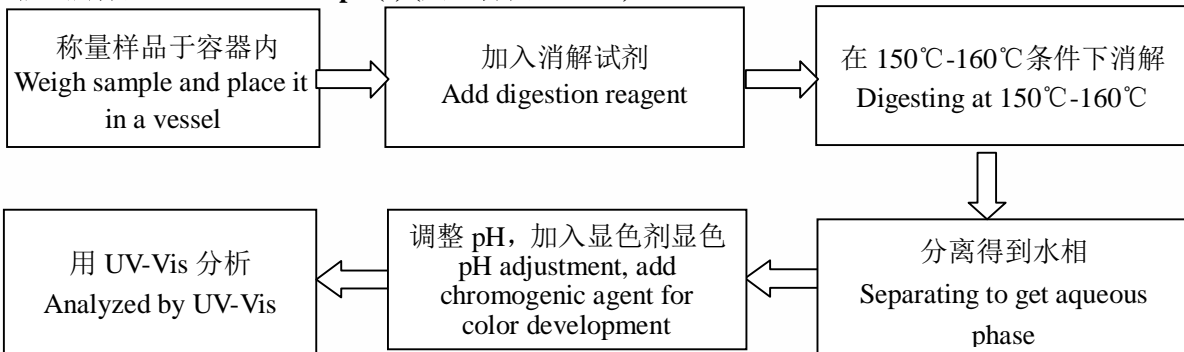 称量样品于容器内
Weigh sample and place it
in a vessel
加入消解试剂
Add digestion reagent
在 150℃-160℃条件下消解
Digesting at 150℃-160℃
分离得到水相
Separating to get aqueous
phase
调整 pH，加入显色剂显色
pH adjustment, add
chromogenic agent for
color development
用 UV-Vis 分析
Analyzed by UV-Vis